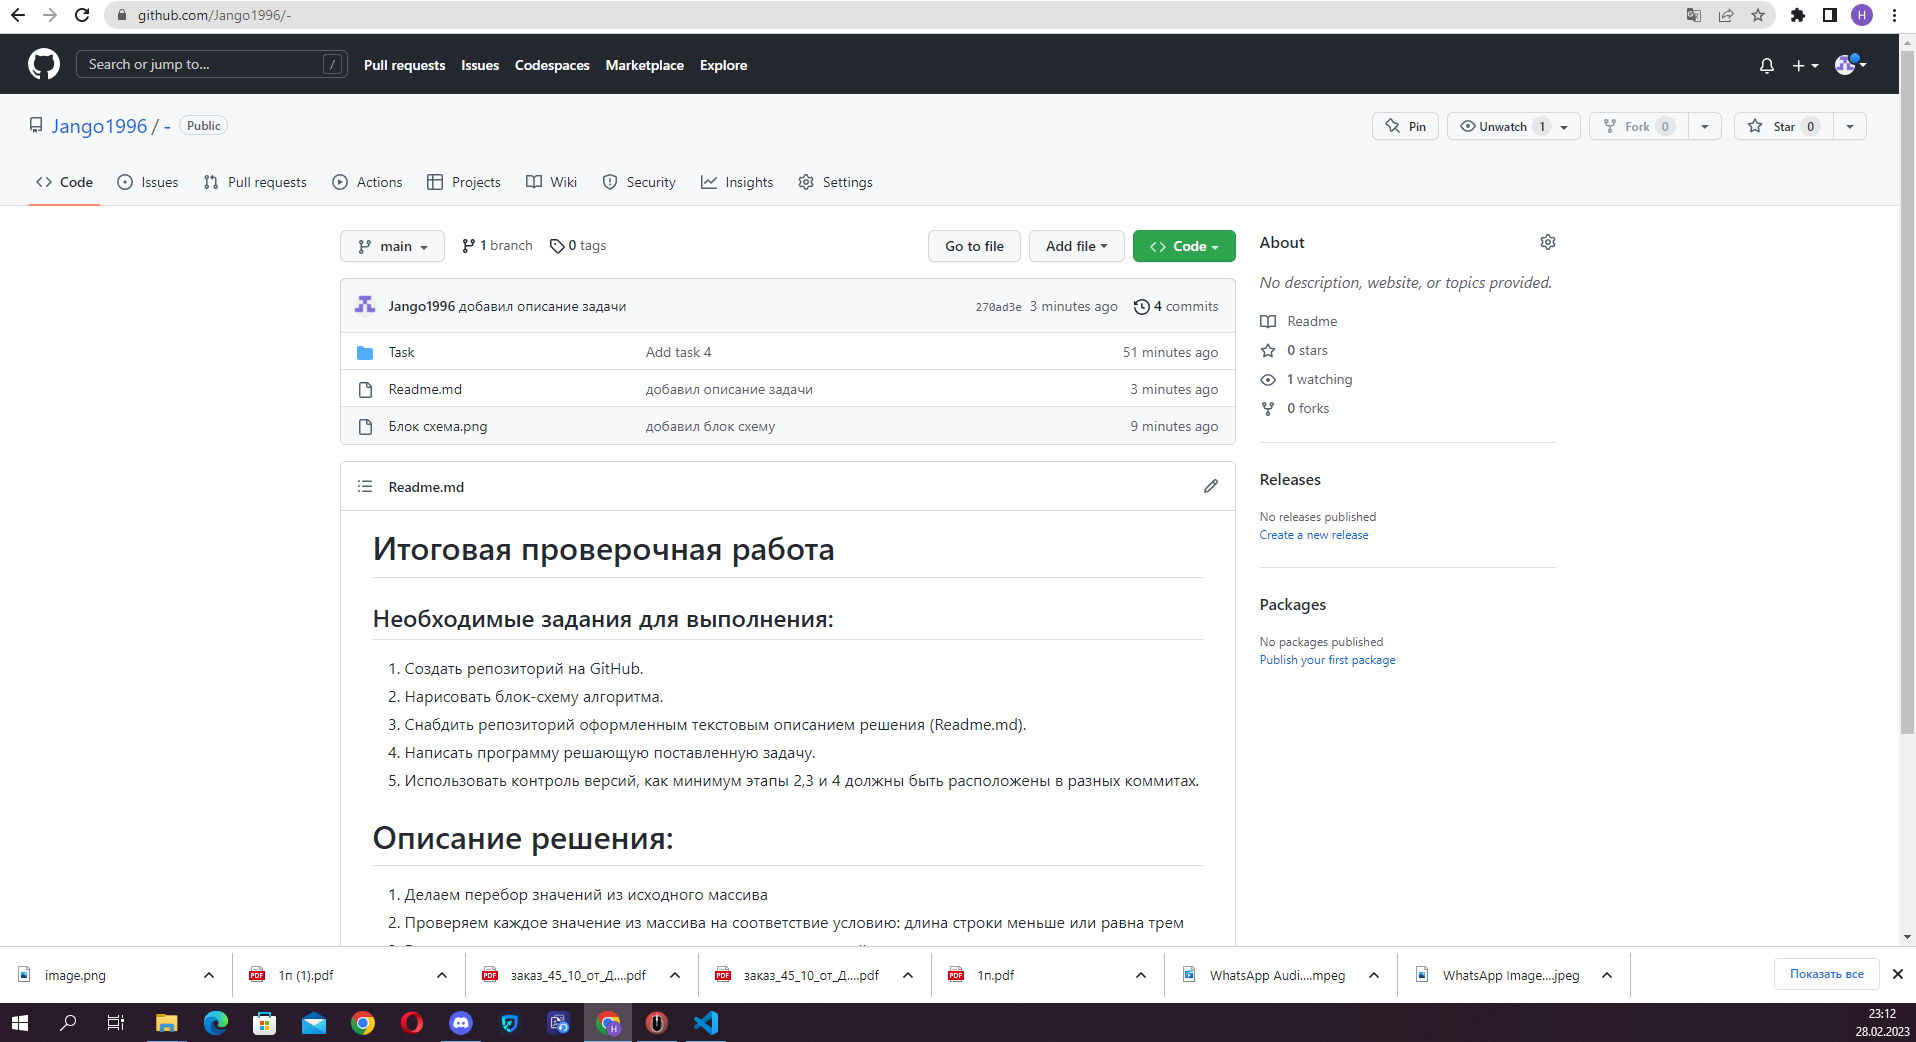 github.com/Jango1996/-
H
Search or jump to...
/
Pull requests
Issues
Codespaces
Marketplace
Explore
Jango1996 / -
Public
Pin
Unwatch 1
Fork 0
Star 0
Code
Issues
Pull requests
Actions
Projects
Wiki
Security
Insights
Settings
main
1 branch
0 tags
Go to file
Add file
Code
Jango1996 добавил описание задачи
270ad3e 3 minutes ago
4 commits
Task
Add task 4
51 minutes ago
Readme.md
добавил описание задачи
3 minutes ago
Блок схема.png
добавил блок схему
9 minutes ago
About
No description, website, or topics provided.
Readme
0 stars
1 watching
0 forks
Releases
No releases published
Create a new release
Packages
No packages published
Publish your first package
Readme.md
Итоговая проверочная работа
Необходимые задания для выполнения:
1. Создать репозиторий на GitHub.
2. Нарисовать блок-схему алгоритма.
3. Снабдить репозиторий оформленным текстовым описанием решения (Readme.md).
4. Написать программу решающую поставленную задачу.
5. Использовать контроль версий, как минимум этапы 2,3 и 4 должны быть расположены в разных коммитах.
Описание решения:
1. Делаем перебор значений из исходного массива
2. Проверяем каждое значение из массива на соответствие условию: длина строки меньше или равна трем
image.png
1п (1).pdf
заказ_45_10_от_Д....pdf
заказ_45_10_от_Д....pdf
1п.pdf
WhatsApp Audi....mpeg
WhatsApp Image....jpeg
Показать все
23:12
28.02.2023